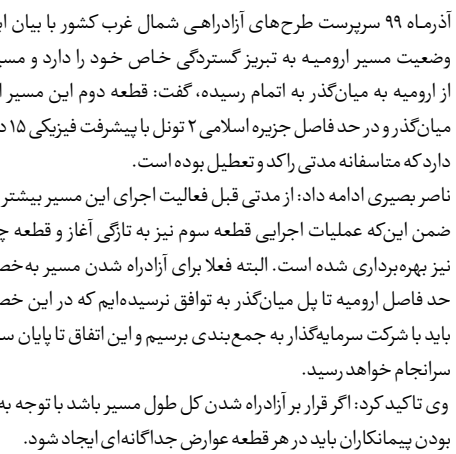 آذرماه ۹۹ سرپرست طرح‌های آزادراهی شمال غرب کشور با بیان
وضعیت مسیر ارومیه به تبریز گستردگی خاص خود را دارد و
از ارومیه به میان‌گذر به اتمام رسیده، گفت: قطعه دوم این مسیر
میان‌گذر و در حد فاصل جزیره اسلامی ۲ تونل با پیشرفت فیزیکی ۱۵
دارد که متاسفانه مدتی راکد و تعطیل بوده است.
ناصر بصیری ادامه داد: از مدتی قبل فعالیت اجرای این مسیر بیشتر
ضمن این‌که عملیات اجرایی قطعه سوم نیز به تازگی آغاز و قطعه
نیز بهره‌برداری شده است. البته فعلا برای آزادراه شدن مسیر
حد فاصل ارومیه تا پل میان‌گذر به توافق نرسیده‌ایم که در این
باید با شرکت سرمایه‌گذار به جمع‌بندی برسیم و این اتفاق تا پایان
سرانجام خواهد رسید.
وی تاکید کرد: اگر قرار بر آزادراه شدن کل طول مسیر باشد با توجه به
بودن پیمانکاران باید در هر قطعه عوارض جداگانه‌ای ایجاد شود.